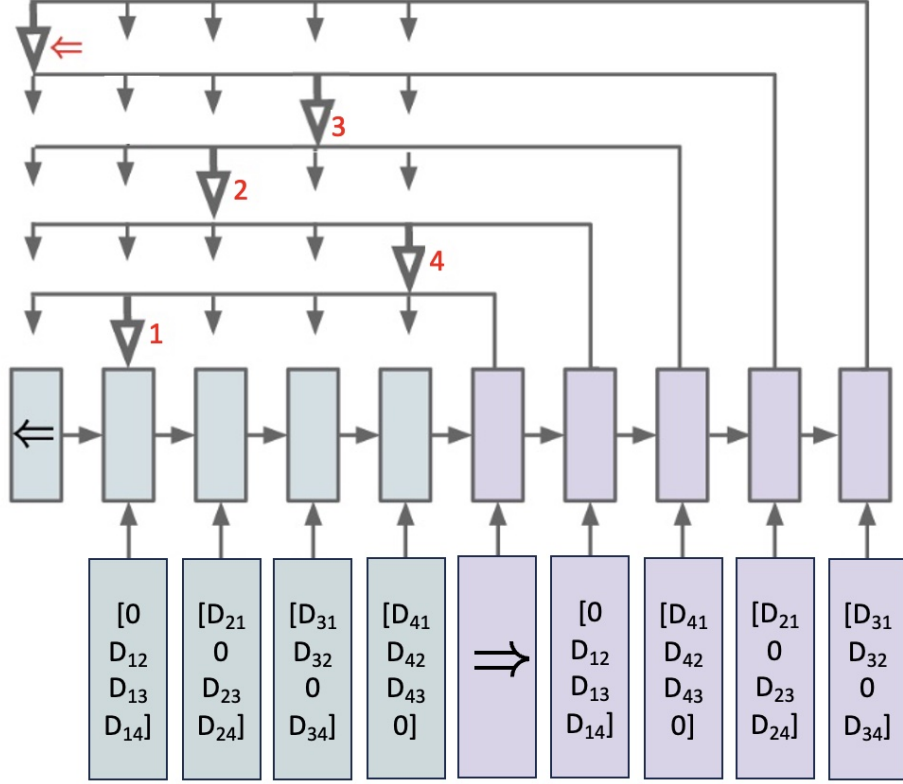 ⇐
3
2
4
1
⇐
[0
D₁₂
D₁₃
D₁₄]
[D₂₁
0
D₂₃
D₂₄]
[D₃₁
D₃₂
0
D₃₄]
[D₄₁
D₄₂
D₄₃
0]
⇒
[0
D₁₂
D₁₃
D₁₄]
[D₄₁
D₄₂
D₄₃
0]
[D₂₁
0
D₂₃
D₂₄]
[D₃₁
D₃₂
0
D₃₄]